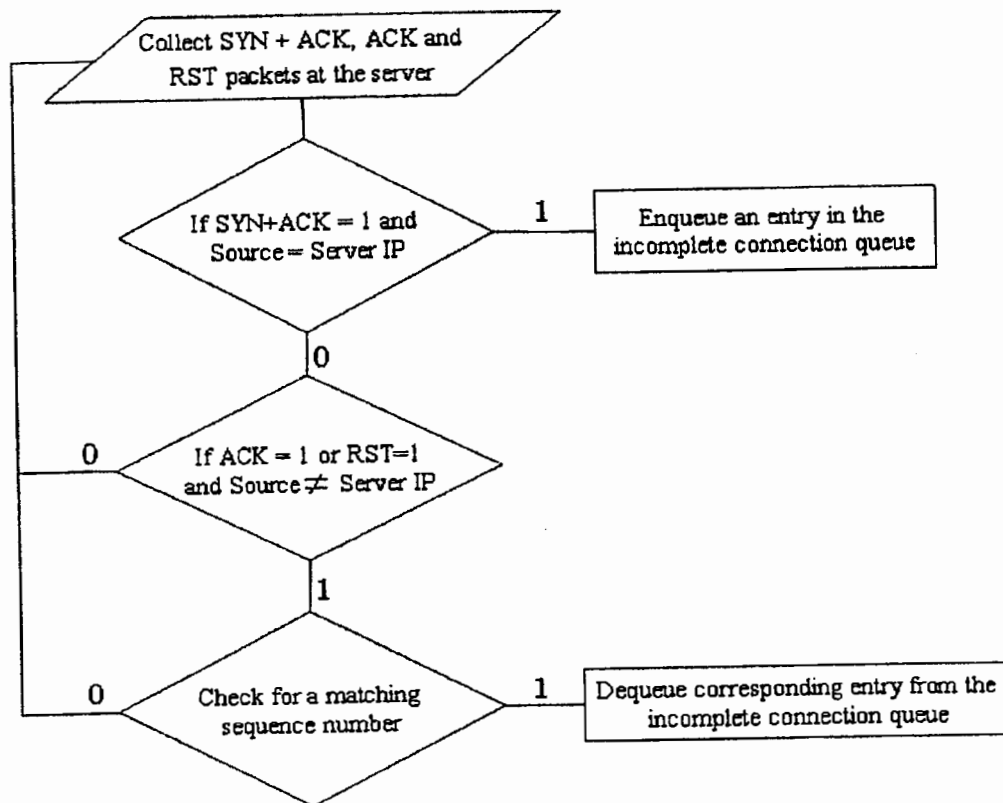 Collect SYN + ACK, ACK and
RST packets at the server
If SYN+ACK = 1 and
Source = Server IP
1
Enqueue an entry in the
incomplete connection queue
0
If ACK = 1 or RST=1
and Source ≠ Server IP
0
1
Check for a matching
sequence number
0
1
Dequeue corresponding entry from the
incomplete connection queue